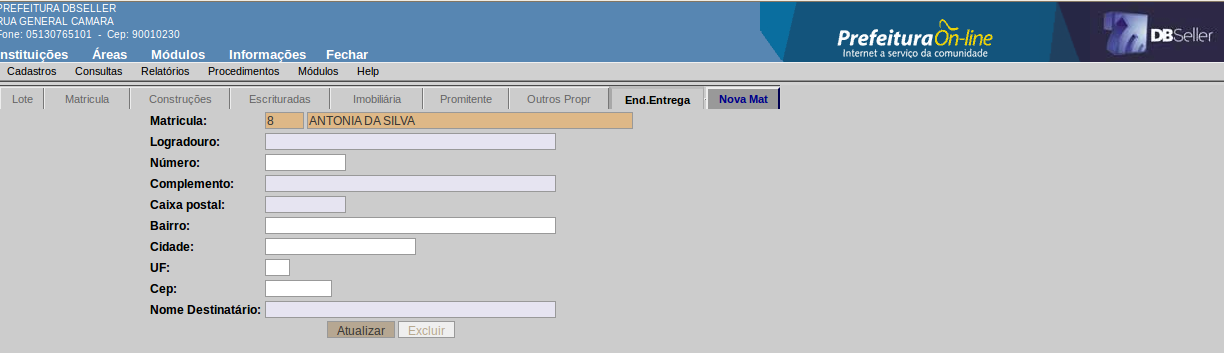 PREFEITURA DBSELLER
RUA GENERAL CAMARA
Fone: 05130765101 - Cep: 90010230
PrefeituraOn-line
Internet a serviço da comunidade
DBSeller
nstituições Áreas Módulos Informações Fechar
Cadastros Consultas Relatórios Procedimentos Módulos Help
Lote Matricula Construções Escrituradas Imobiliária Promitente Outros Propr End.Entrega Nova Mat
Matricula: 8 ANTONIA DA SILVA
Logradouro:
Número:
Complemento:
Caixa postal:
Bairro:
Cidade:
UF:
Cep:
Nome Destinatário:
Atualizar Excluir